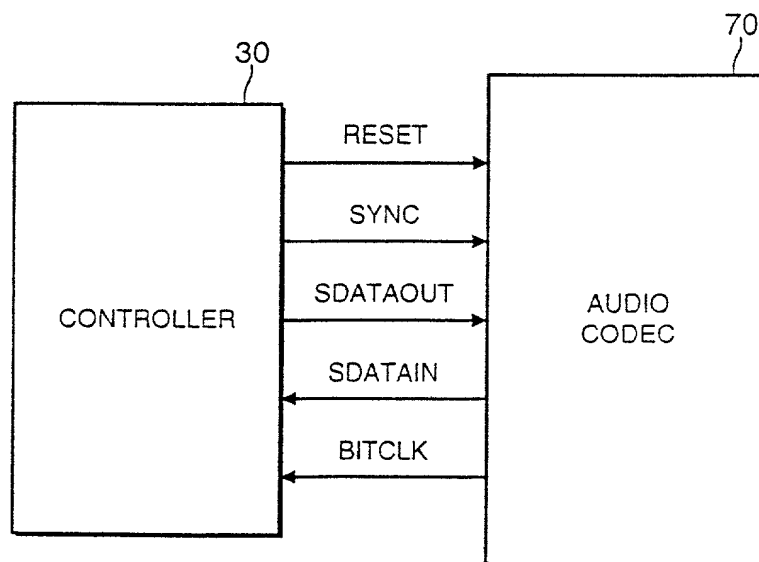 30
70
RESET
SYNC
SDATAOUT
CONTROLLER
AUDIO
CODEC
SDATAIN
BITCLK